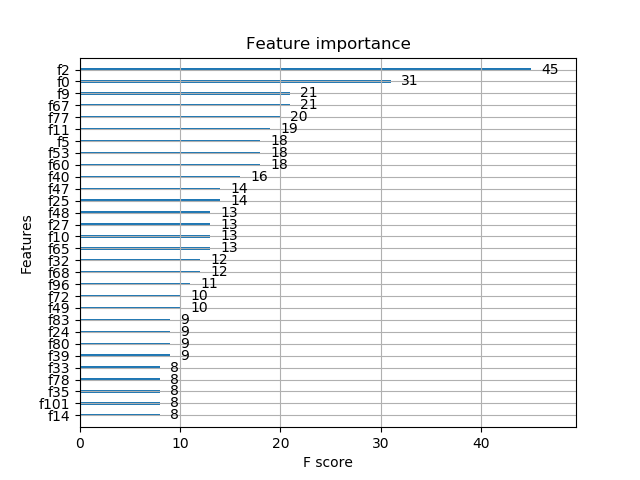 Feature importance
f2 45
f0 31
f9 21
f67 21
f77 20
f11 19
f5 18
f53 18
f60 18
f40 16
f47 14
f25 14
f48 13
f27 13
f10 13
f65 13
f32 12
f68 12
f96 11
f72 10
f49 10
f83 9
f24 9
f80 9
f39 9
f33 8
f78 8
f35 8
f101 8
f14 8
Features
0 10 20 30 40
F score